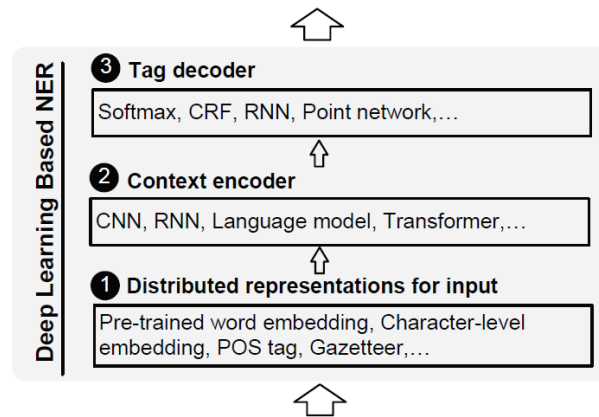 Deep Learning Based NER
3 Tag decoder
Softmax, CRF, RNN, Point network,...
2 Context encoder
CNN, RNN, Language model, Transformer,...
1 Distributed representations for input
Pre-trained word embedding, Character-level
embedding, POS tag, Gazetteer,...